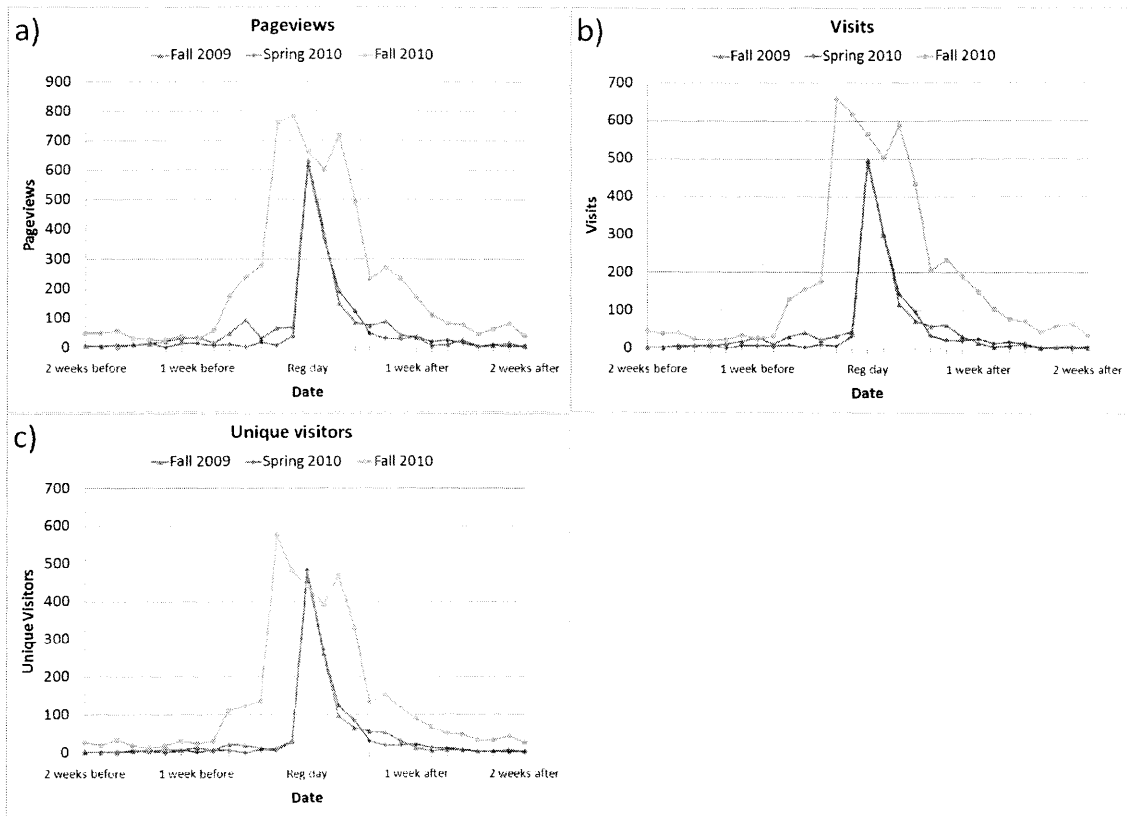 a)
Pageviews
Fall 2009 Spring 2010 Fall 2010
900
800
700
600
500
400
300
200
100
0
Pageviews
2 weeks before 1 week before Reg day 1 week after 2 weeks after
Date
b)
Visits
Fall 2009 Spring 2010 Fall 2010
700
600
500
400
300
200
100
0
Visits
2 weeks before 1 week before Reg day 1 week after 2 weeks after
Date
c)
Unique visitors
Fall 2009 Spring 2010 Fall 2010
700
600
500
400
300
200
100
0
Unique Visitors
2 weeks before 1 week before Reg day 1 week after 2 weeks after
Date